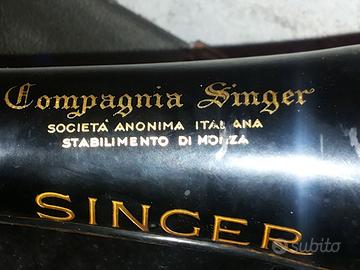 Compagnia Singer
SOCIETÀ ANONIMA ITALIANA
STABILIMENTO DI MONZA
SINGER
subito